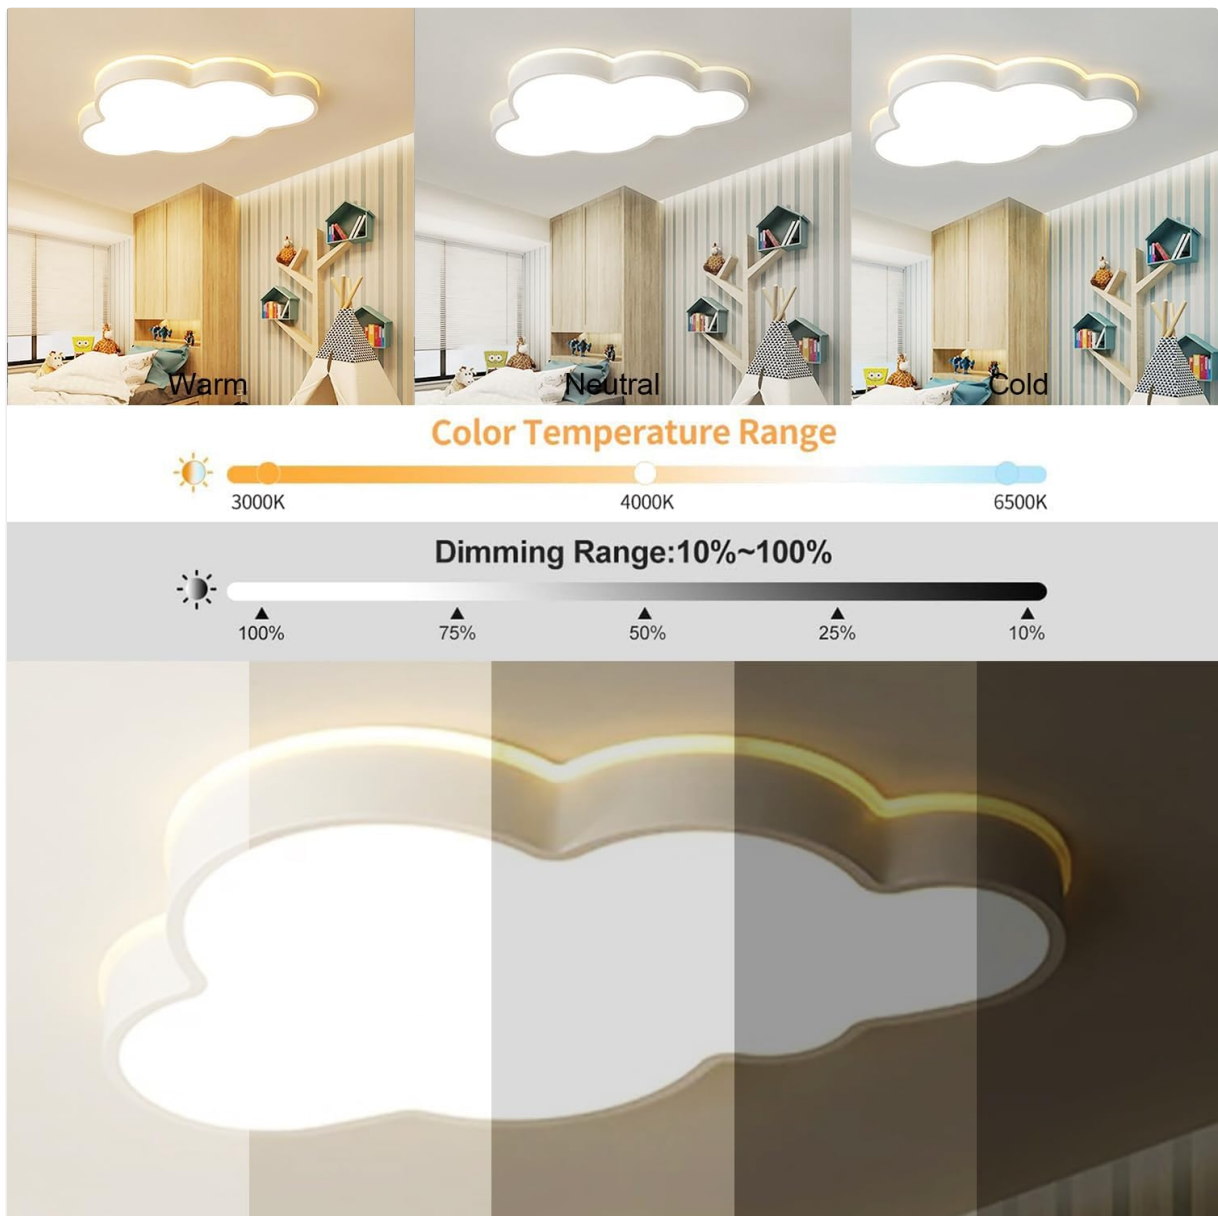 Warm
Neutral
Cold
Color Temperature Range
3000K
4000K
6500K
Dimming Range:10%~100%
100%
75%
50%
25%
10%